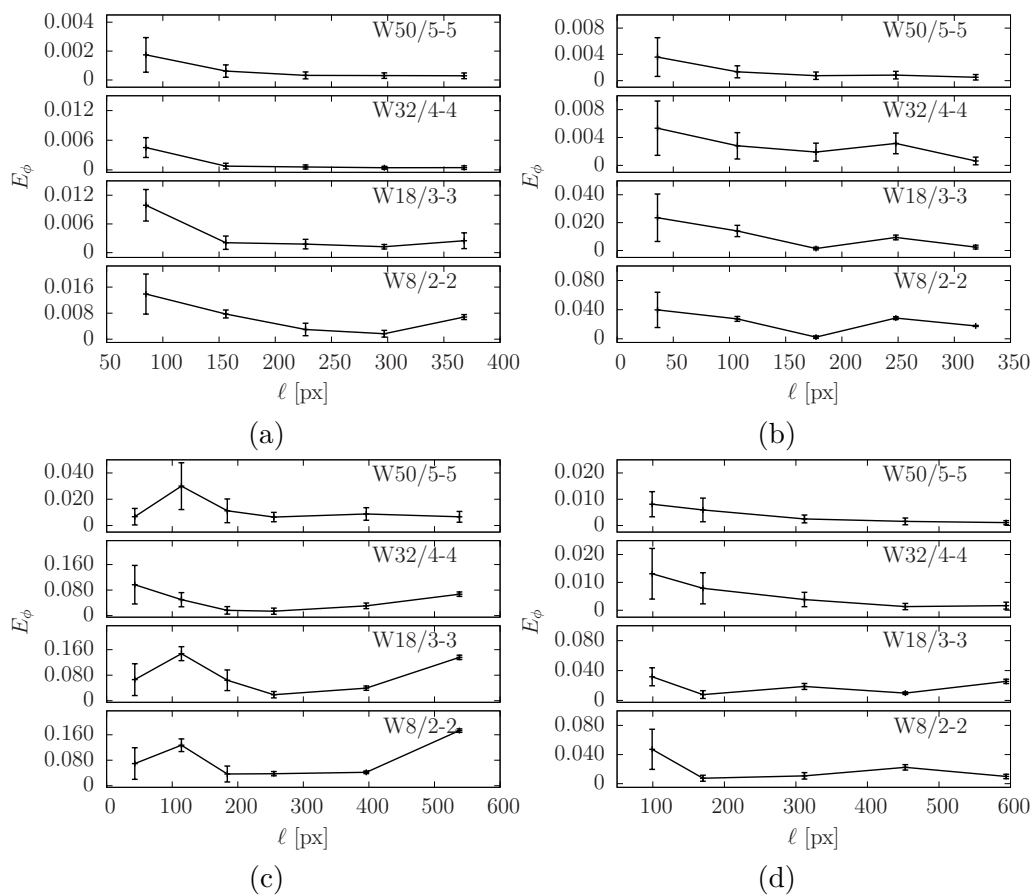 0.004
0.002
0
W50/5-5
0.012
0.006
0
W32/4-4
0.012
0.006
0
W18/3-3
0.016
0.008
0
W8/2-2
E_ϕ
50 100 150 200 250 300 350 400
ℓ [px]
(a)
0.008
0.004
0
W50/5-5
0.008
0.004
0
W32/4-4
0.040
0.020
0
W18/3-3
0.080
0.040
0
W8/2-2
E_ϕ
0 50 100 150 200 250 300 350
ℓ [px]
(b)
0.040
0.020
0
W50/5-5
0.160
0.080
0
W32/4-4
0.160
0.080
0
W18/3-3
0.160
0.080
0
W8/2-2
E_ϕ
0 100 200 300 400 500 600
ℓ [px]
(c)
0.020
0.010
0
W50/5-5
0.020
0.010
0
W32/4-4
0.080
0.040
0
W18/3-3
0.080
0.040
0
W8/2-2
E_ϕ
100 200 300 400 500 600
ℓ [px]
(d)